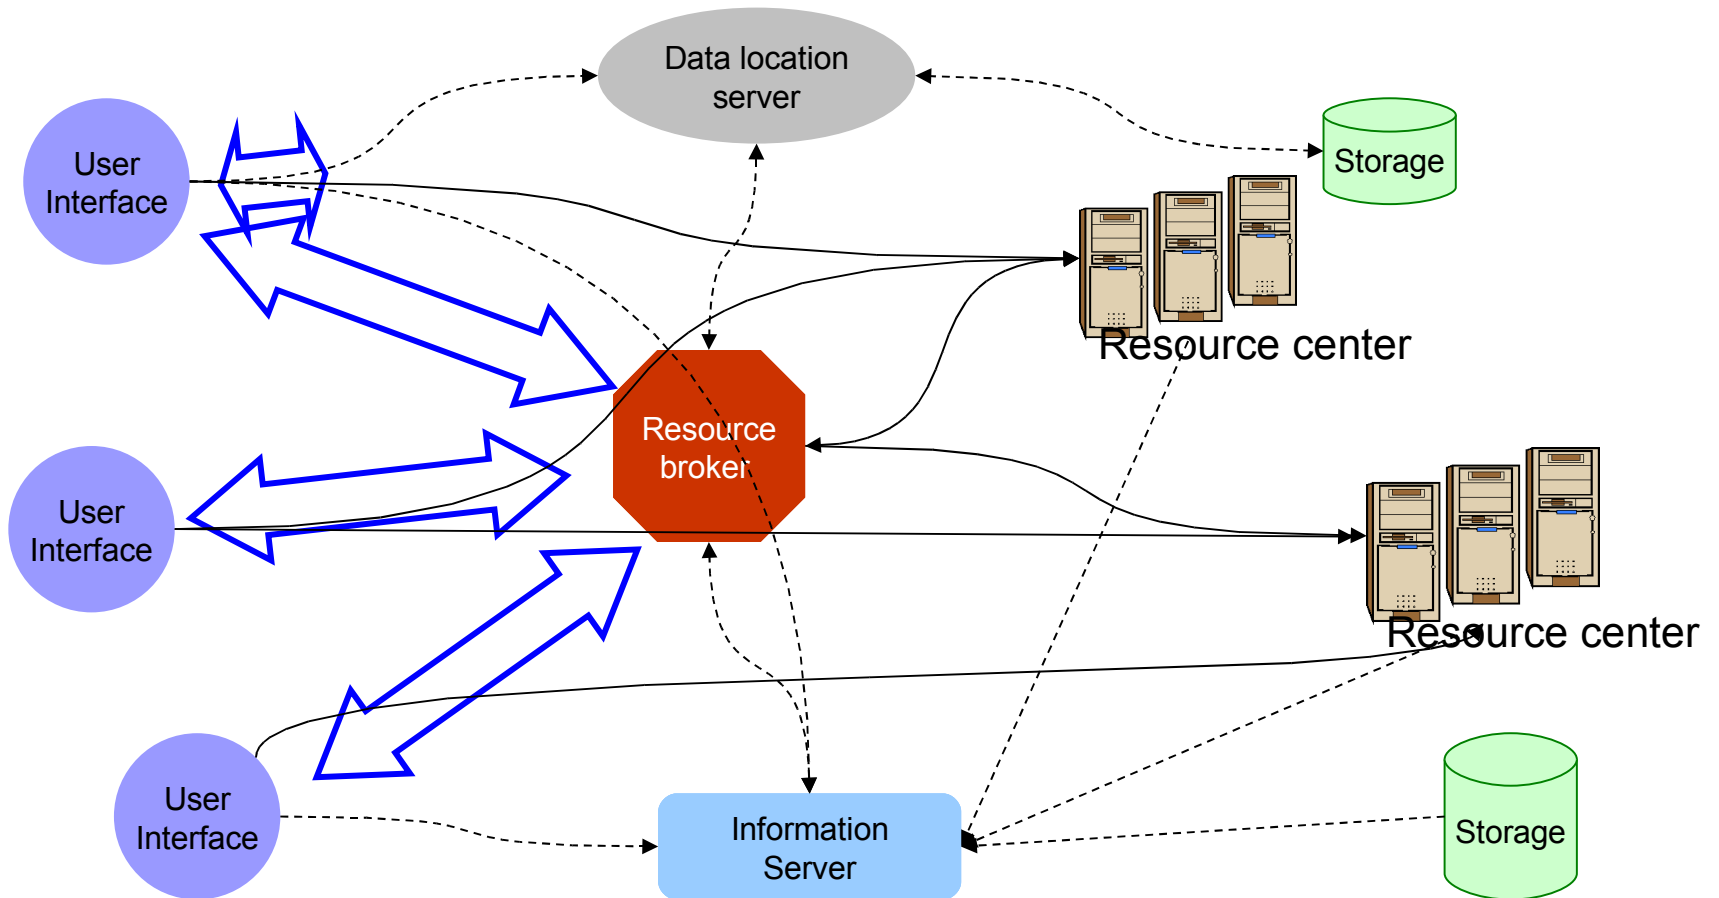 Data location
server
User
Interface
Storage
Resource center
Resource
broker
User
Interface
Resource center
User
Interface
Information
Server
Storage